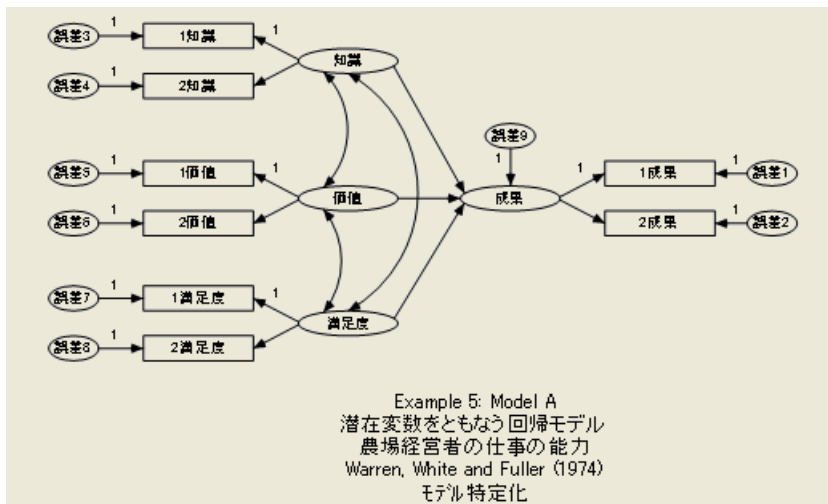 誤差3 1 1知識 1
誤差4 1 2知識
知識
誤差5 1 1価値 1
誤差6 1 2価値
価値
誤差7 1 1満足度 1
誤差8 1 2満足度
満足度
誤差9
1
成果
1 1成果 1 誤差1
2成果 1 誤差2
Example 5: Model A
潜在変数をともなう回帰モデル
農場経営者の仕事の能力
Warren, White and Fuller (1974)
モデル特定化